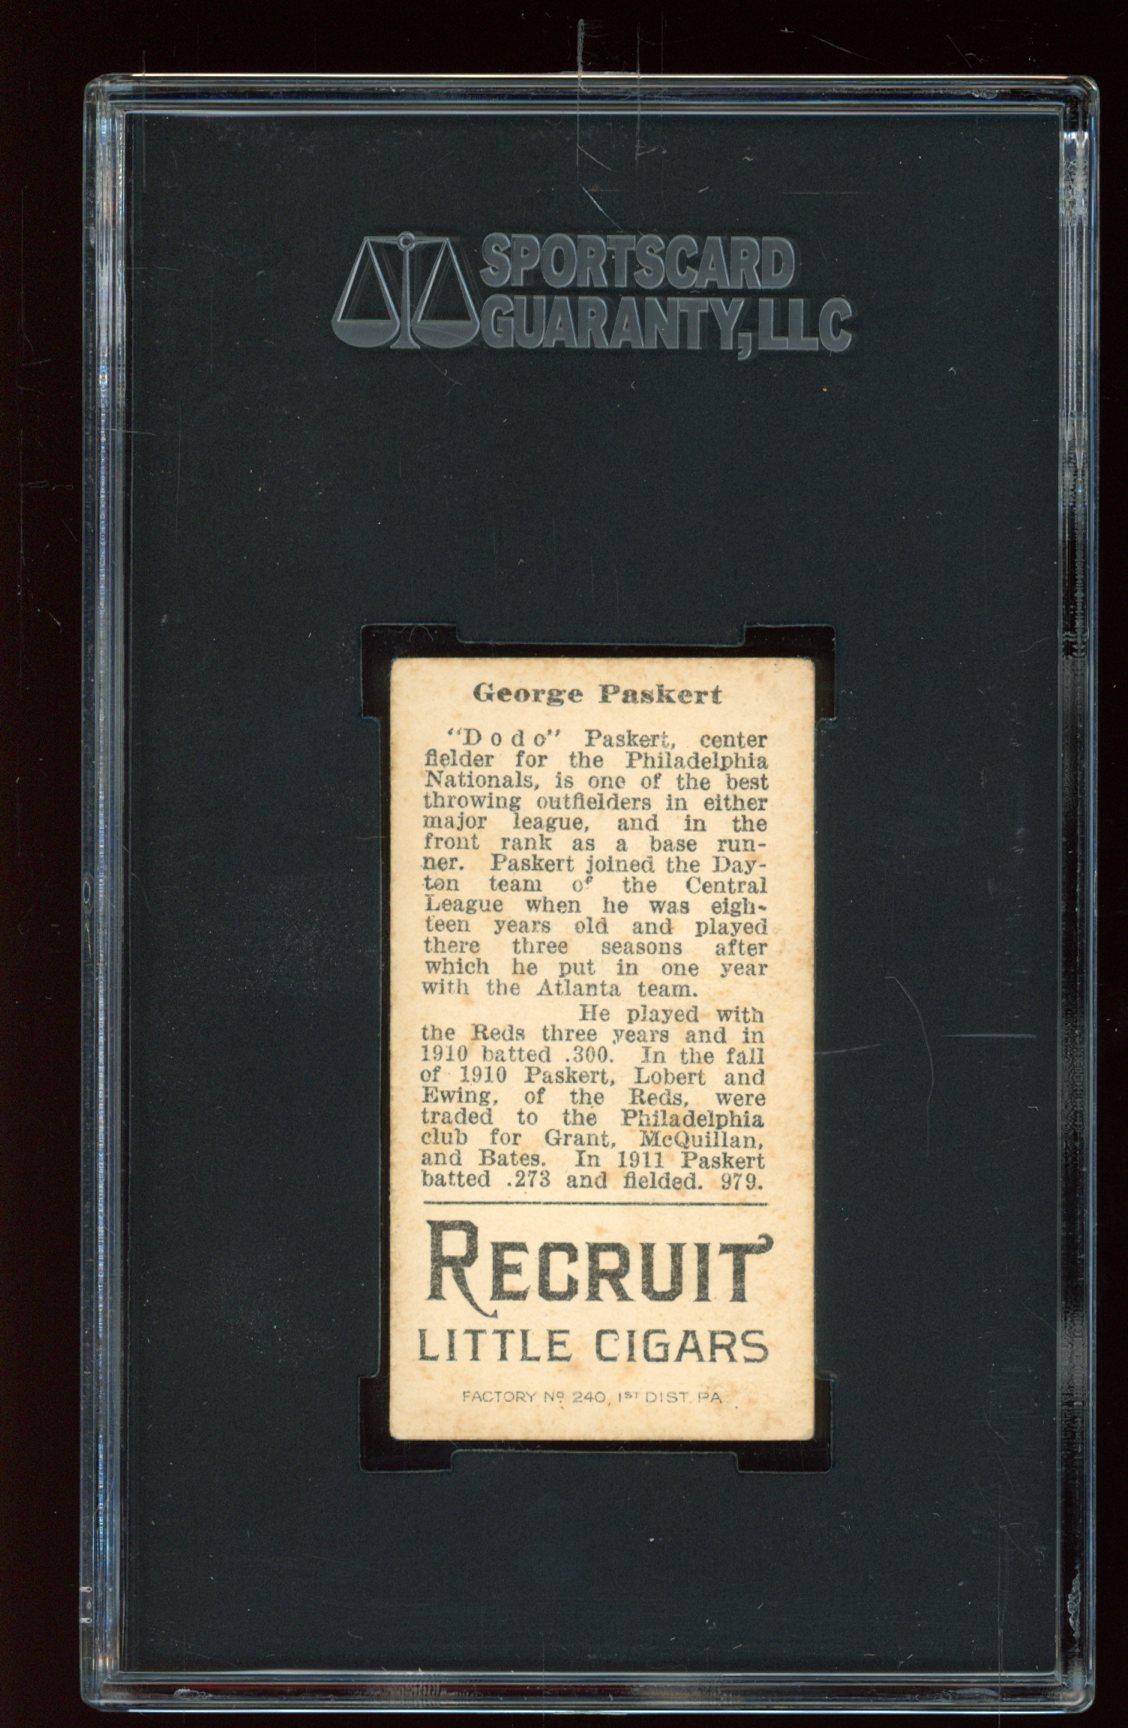 SPORTSCARD
GUARANTY, LLC
George Paskert
"Dodo" Paskert, center
fielder for the Philadelphia
Nationals, is one of the best
throwing outfielders in either
major league, and in the
front rank as a base run-
ner. Paskert joined the Day-
ton team of the Central
League when he was eigh-
teen years old and played
there three seasons after
which he put in one year
with the Atlanta team.
He played with
the Reds three years and in
1910 batted .300. In the fall
of 1910 Paskert, Lobert and
Ewing, of the Reds, were
traded to the Philadelphia
club for Grant, McQuillan,
and Bates. In 1911 Paskert
batted .273 and fielded. 979.
RECRUIT
LITTLE CIGARS
FACTORY No 240, 1ST DIST. PA.